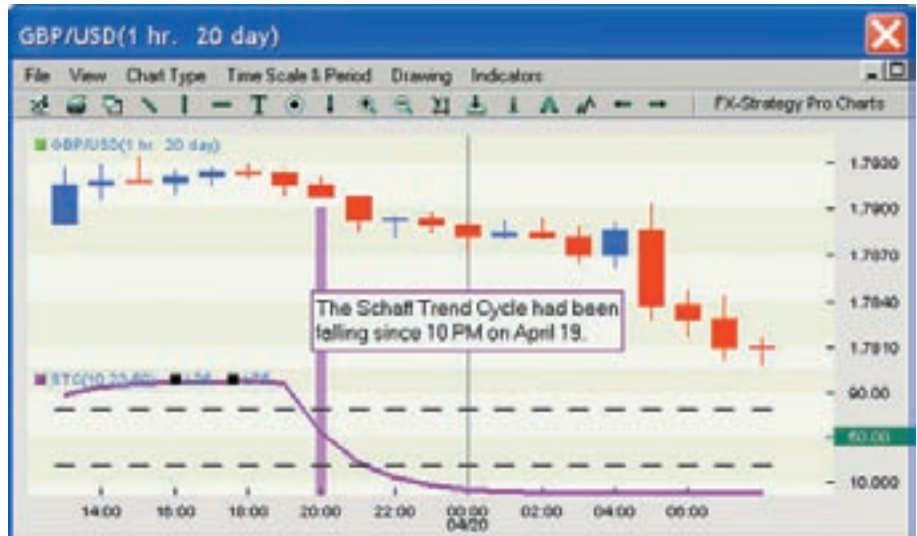 GBP/USD(1 hr. 20 day)
File View Chart Type Time Scale & Period Drawing Indicators
FX-Strategy Pro Charts
GBP/USD(1 hr. 20 day)
1.7930
1.7900
1.7870
The Schaff Trend Cycle had been
falling since 10 PM on April 19.
1.7840
1.7810
90.00
10.000
14:00 16:00 18:00 20:00 22:00 00:00 02:00 04:00 06:00
04/20